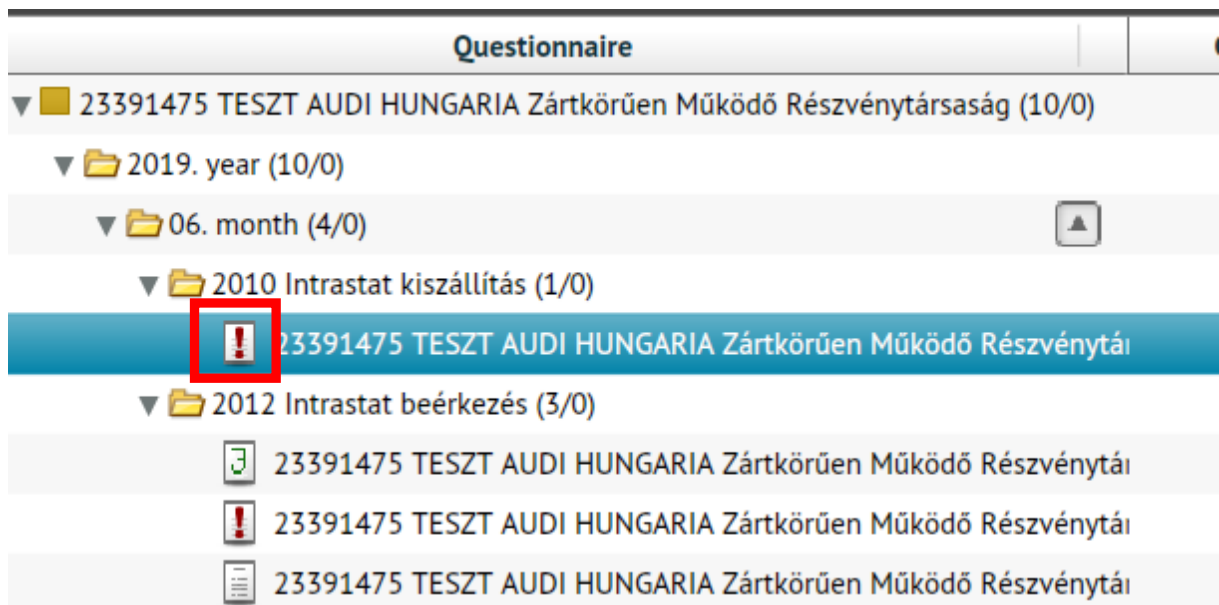 Questionnaire
23391475 TESZT AUDI HUNGARIA Zártkörűen Működő Részvénytársaság (10/0)
2019. year (10/0)
06. month (4/0)
2010 Intrastat kiszállítás (1/0)
23391475 TESZT AUDI HUNGARIA Zártkörűen Működő Részvénytá
2012 Intrastat beérkezés (3/0)
23391475 TESZT AUDI HUNGARIA Zártkörűen Működő Részvénytá
23391475 TESZT AUDI HUNGARIA Zártkörűen Működő Részvénytá
23391475 TESZT AUDI HUNGARIA Zártkörűen Működő Részvénytá